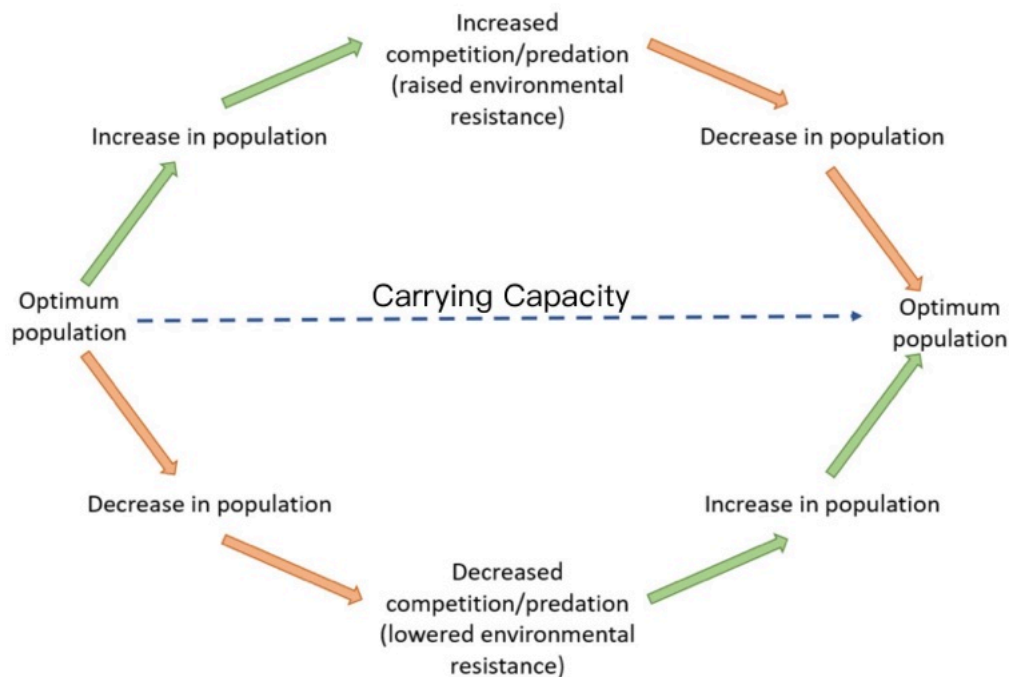 Increased
competition/predation
(raised environmental
resistance)
Increase in population
Decrease in population
Optimum
population
Carrying Capacity
Optimum
population
Decrease in population
Increase in population
Decreased
competition/predation
(lowered environmental
resistance)